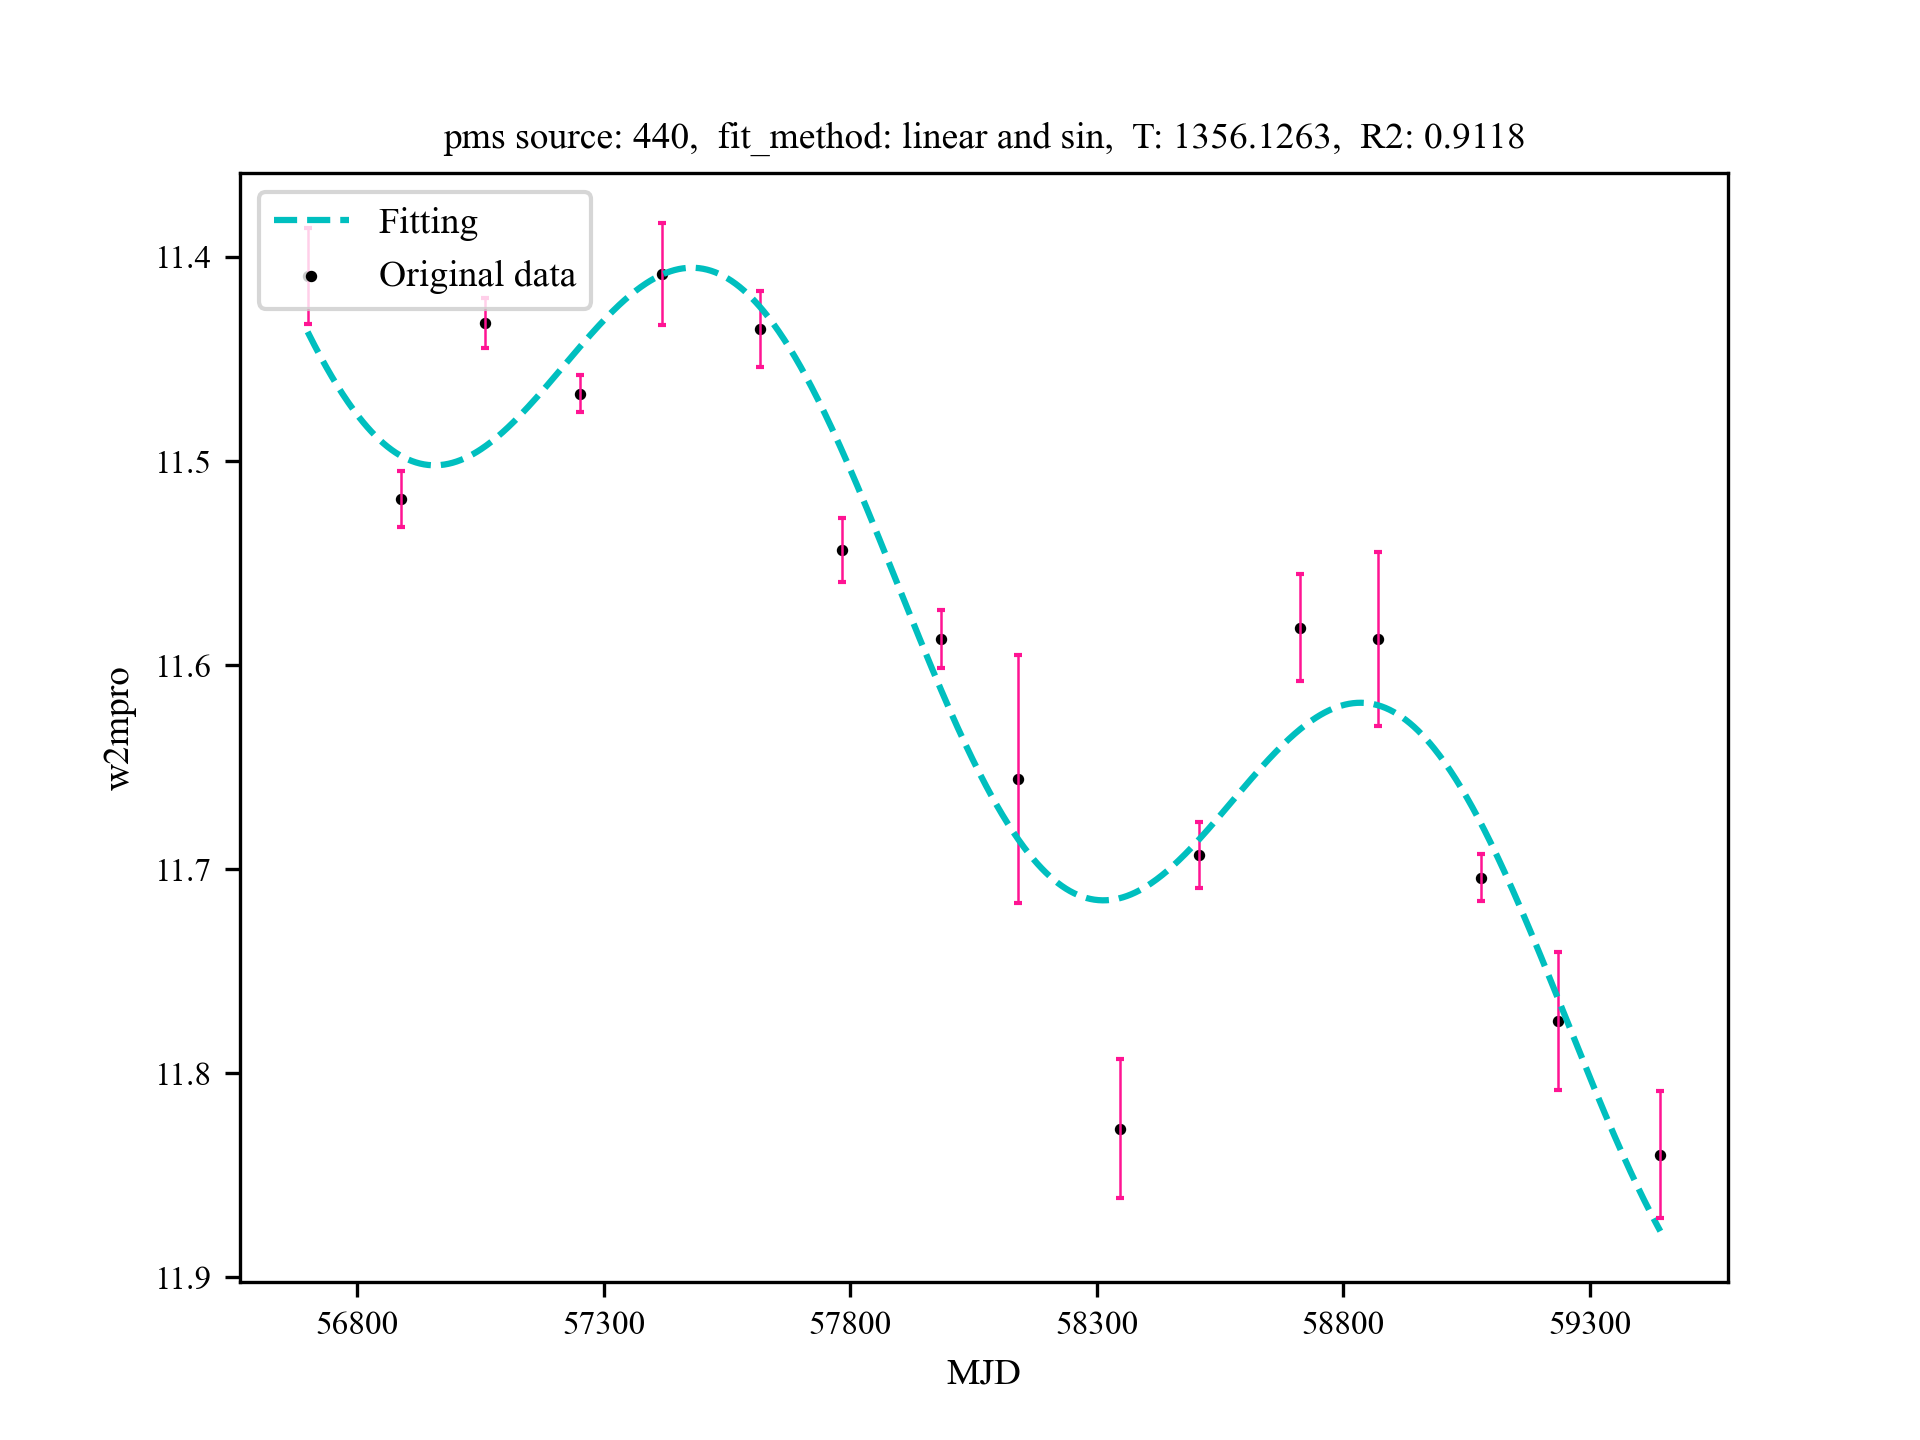 pms source: 440,  fit_method: linear and sin,  T: 1356.1263,  R2: 0.9118
Fitting
Original data
11.4
11.5
11.6
11.7
11.8
11.9
w2mpro
56800 57300 57800 58300 58800 59300
MJD